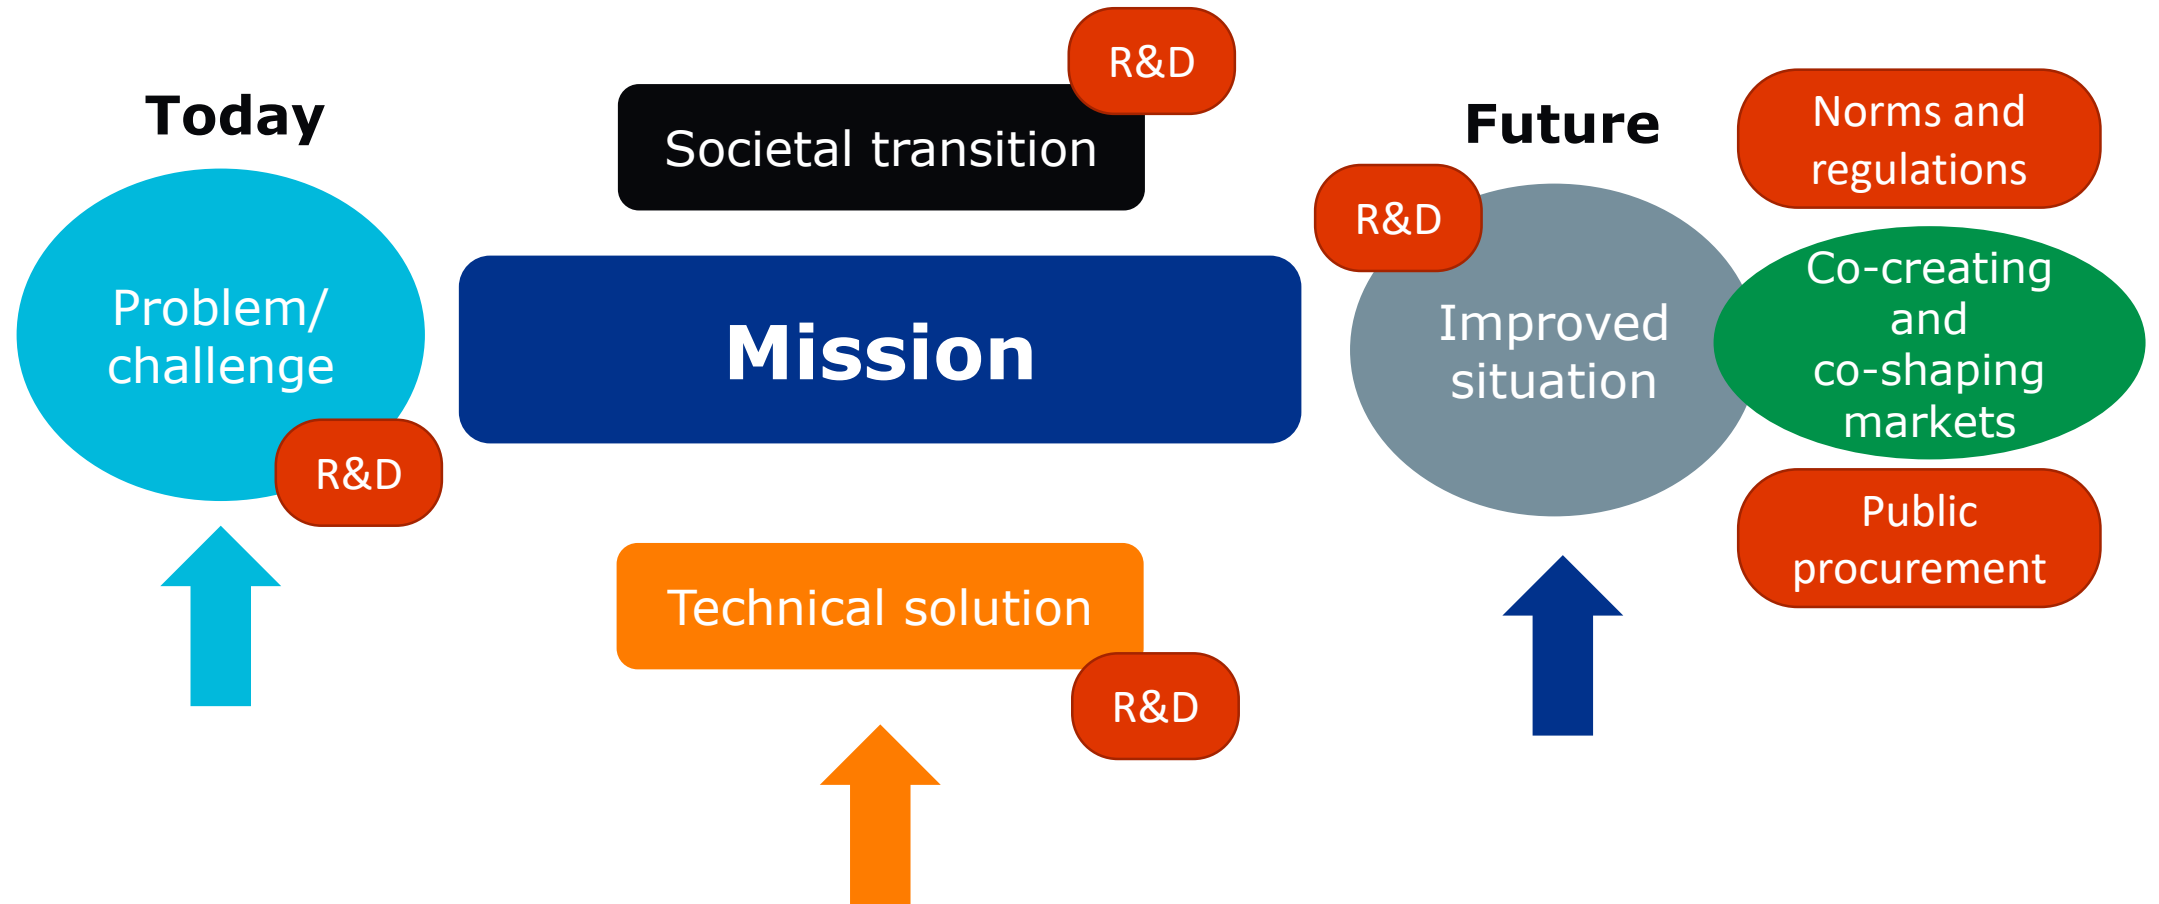 Today
Problem/
challenge
R&D
Societal transition
R&D
Mission
Technical solution
R&D
Future
R&D
Improved
situation
Norms and
regulations
Co-creating
and
co-shaping
markets
Public
procurement